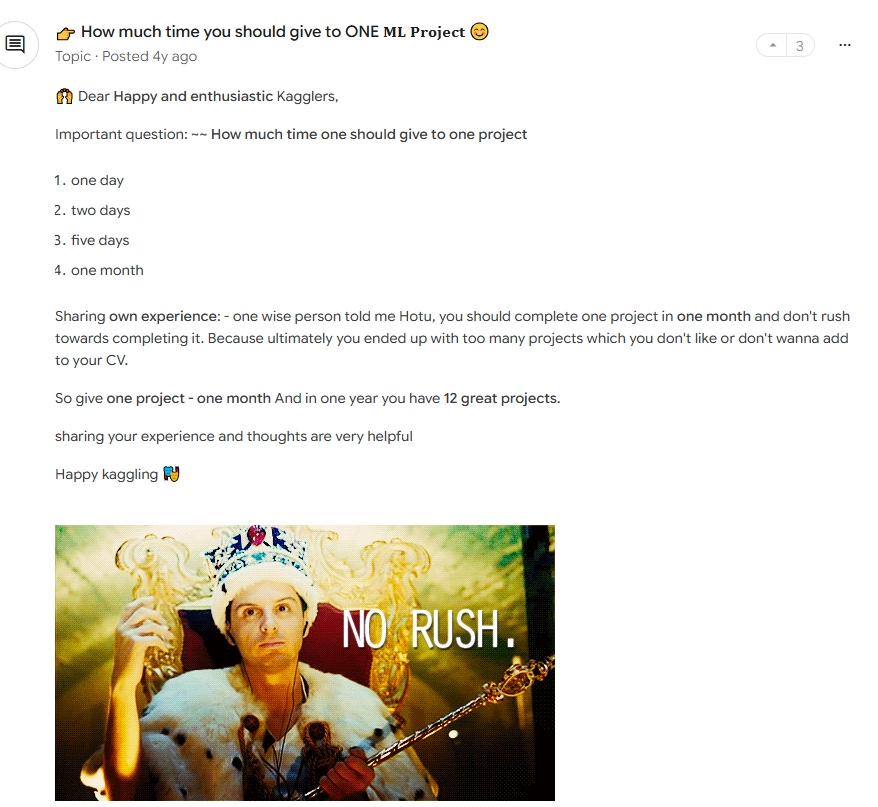 👉 How much time you should give to ONE 𝐌𝐋 𝐏𝐫𝐨𝐣𝐞𝐜𝐭 😊
3
Topic · Posted 4y ago
Dear Happy and enthusiastic Kagglers,
Important question: ~~ How much time one should give to one project
1. one day
2. two days
3. five days
4. one month
Sharing own experience: - one wise person told me Hotu, you should complete one project in one month and don't rush
towards completing it. Because ultimately you ended up with too many projects which you don't like or don't wanna add
to your CV.
So give one project - one month And in one year you have 12 great projects.
sharing your experience and thoughts are very helpful
Happy kaggling
NO RUSH.